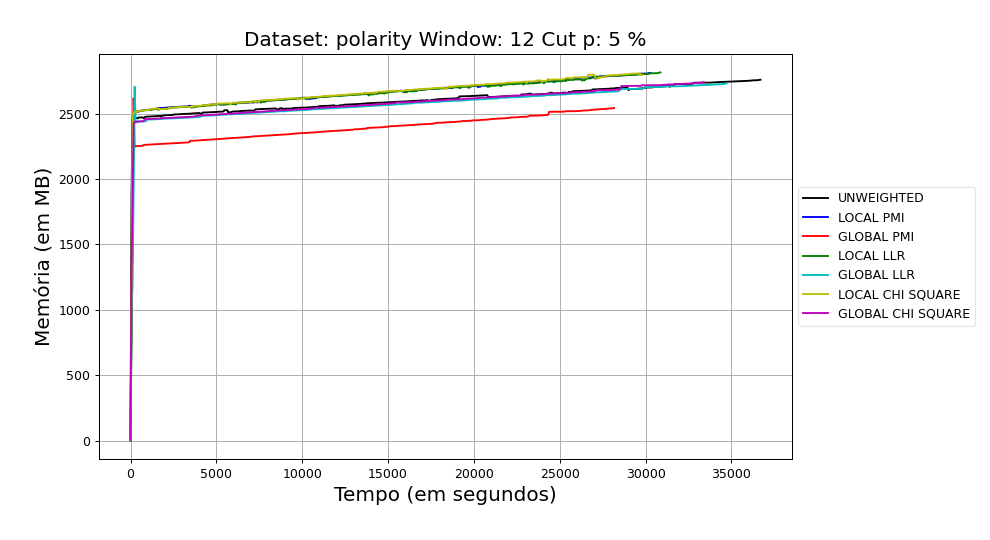 Dataset: polarity Window: 12 Cut p: 5 %
Memória (em MB)
2500
2000
1500
1000
500
0
0 5000 10000 15000 20000 25000 30000 35000
Tempo (em segundos)
UNWEIGHTED
LOCAL PMI
GLOBAL PMI
LOCAL LLR
GLOBAL LLR
LOCAL CHI SQUARE
GLOBAL CHI SQUARE